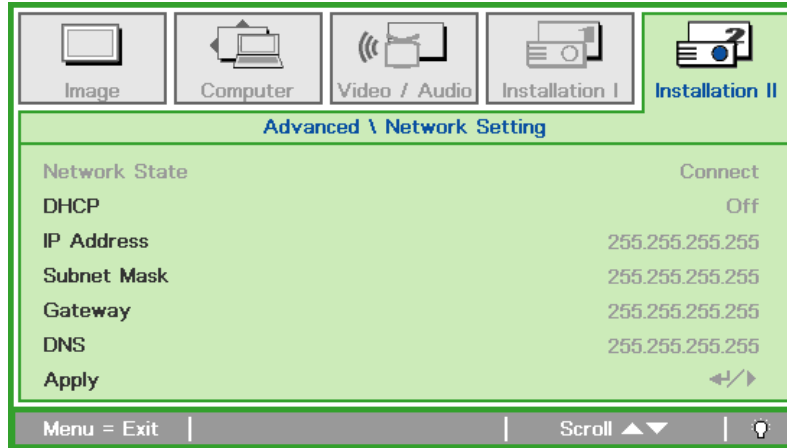 Image Computer Video / Audio Installation I Installation II
Advanced \ Network Setting
Network State Connect
DHCP Off
IP Address 255.255.255.255
Subnet Mask 255.255.255.255
Gateway 255.255.255.255
DNS 255.255.255.255
Apply
Menu = Exit Scroll